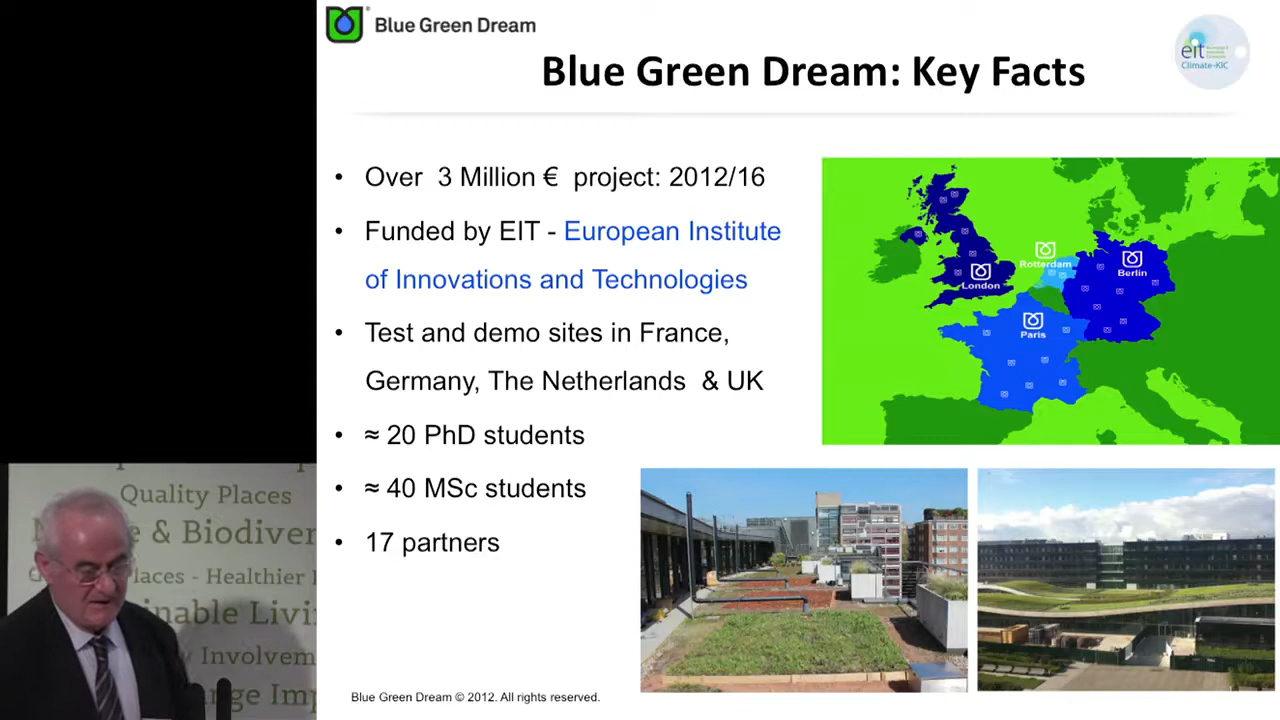 Blue Green Dream
Blue Green Dream: Key Facts
eit
Climate-KIC
• Over 3 Million € project: 2012/16
• Funded by EIT - European Institute
of Innovations and Technologies
• Test and demo sites in France,
Germany, The Netherlands & UK
• ≈ 20 PhD students
• ≈ 40 MSc students
• 17 partners
Rotterdam
London
Berlin
Paris
Quality Places
& Biodiver
laces - Healthier
nable Livi
Involvem
nge Imp
Blue Green Dream © 2012. All rights reserved.